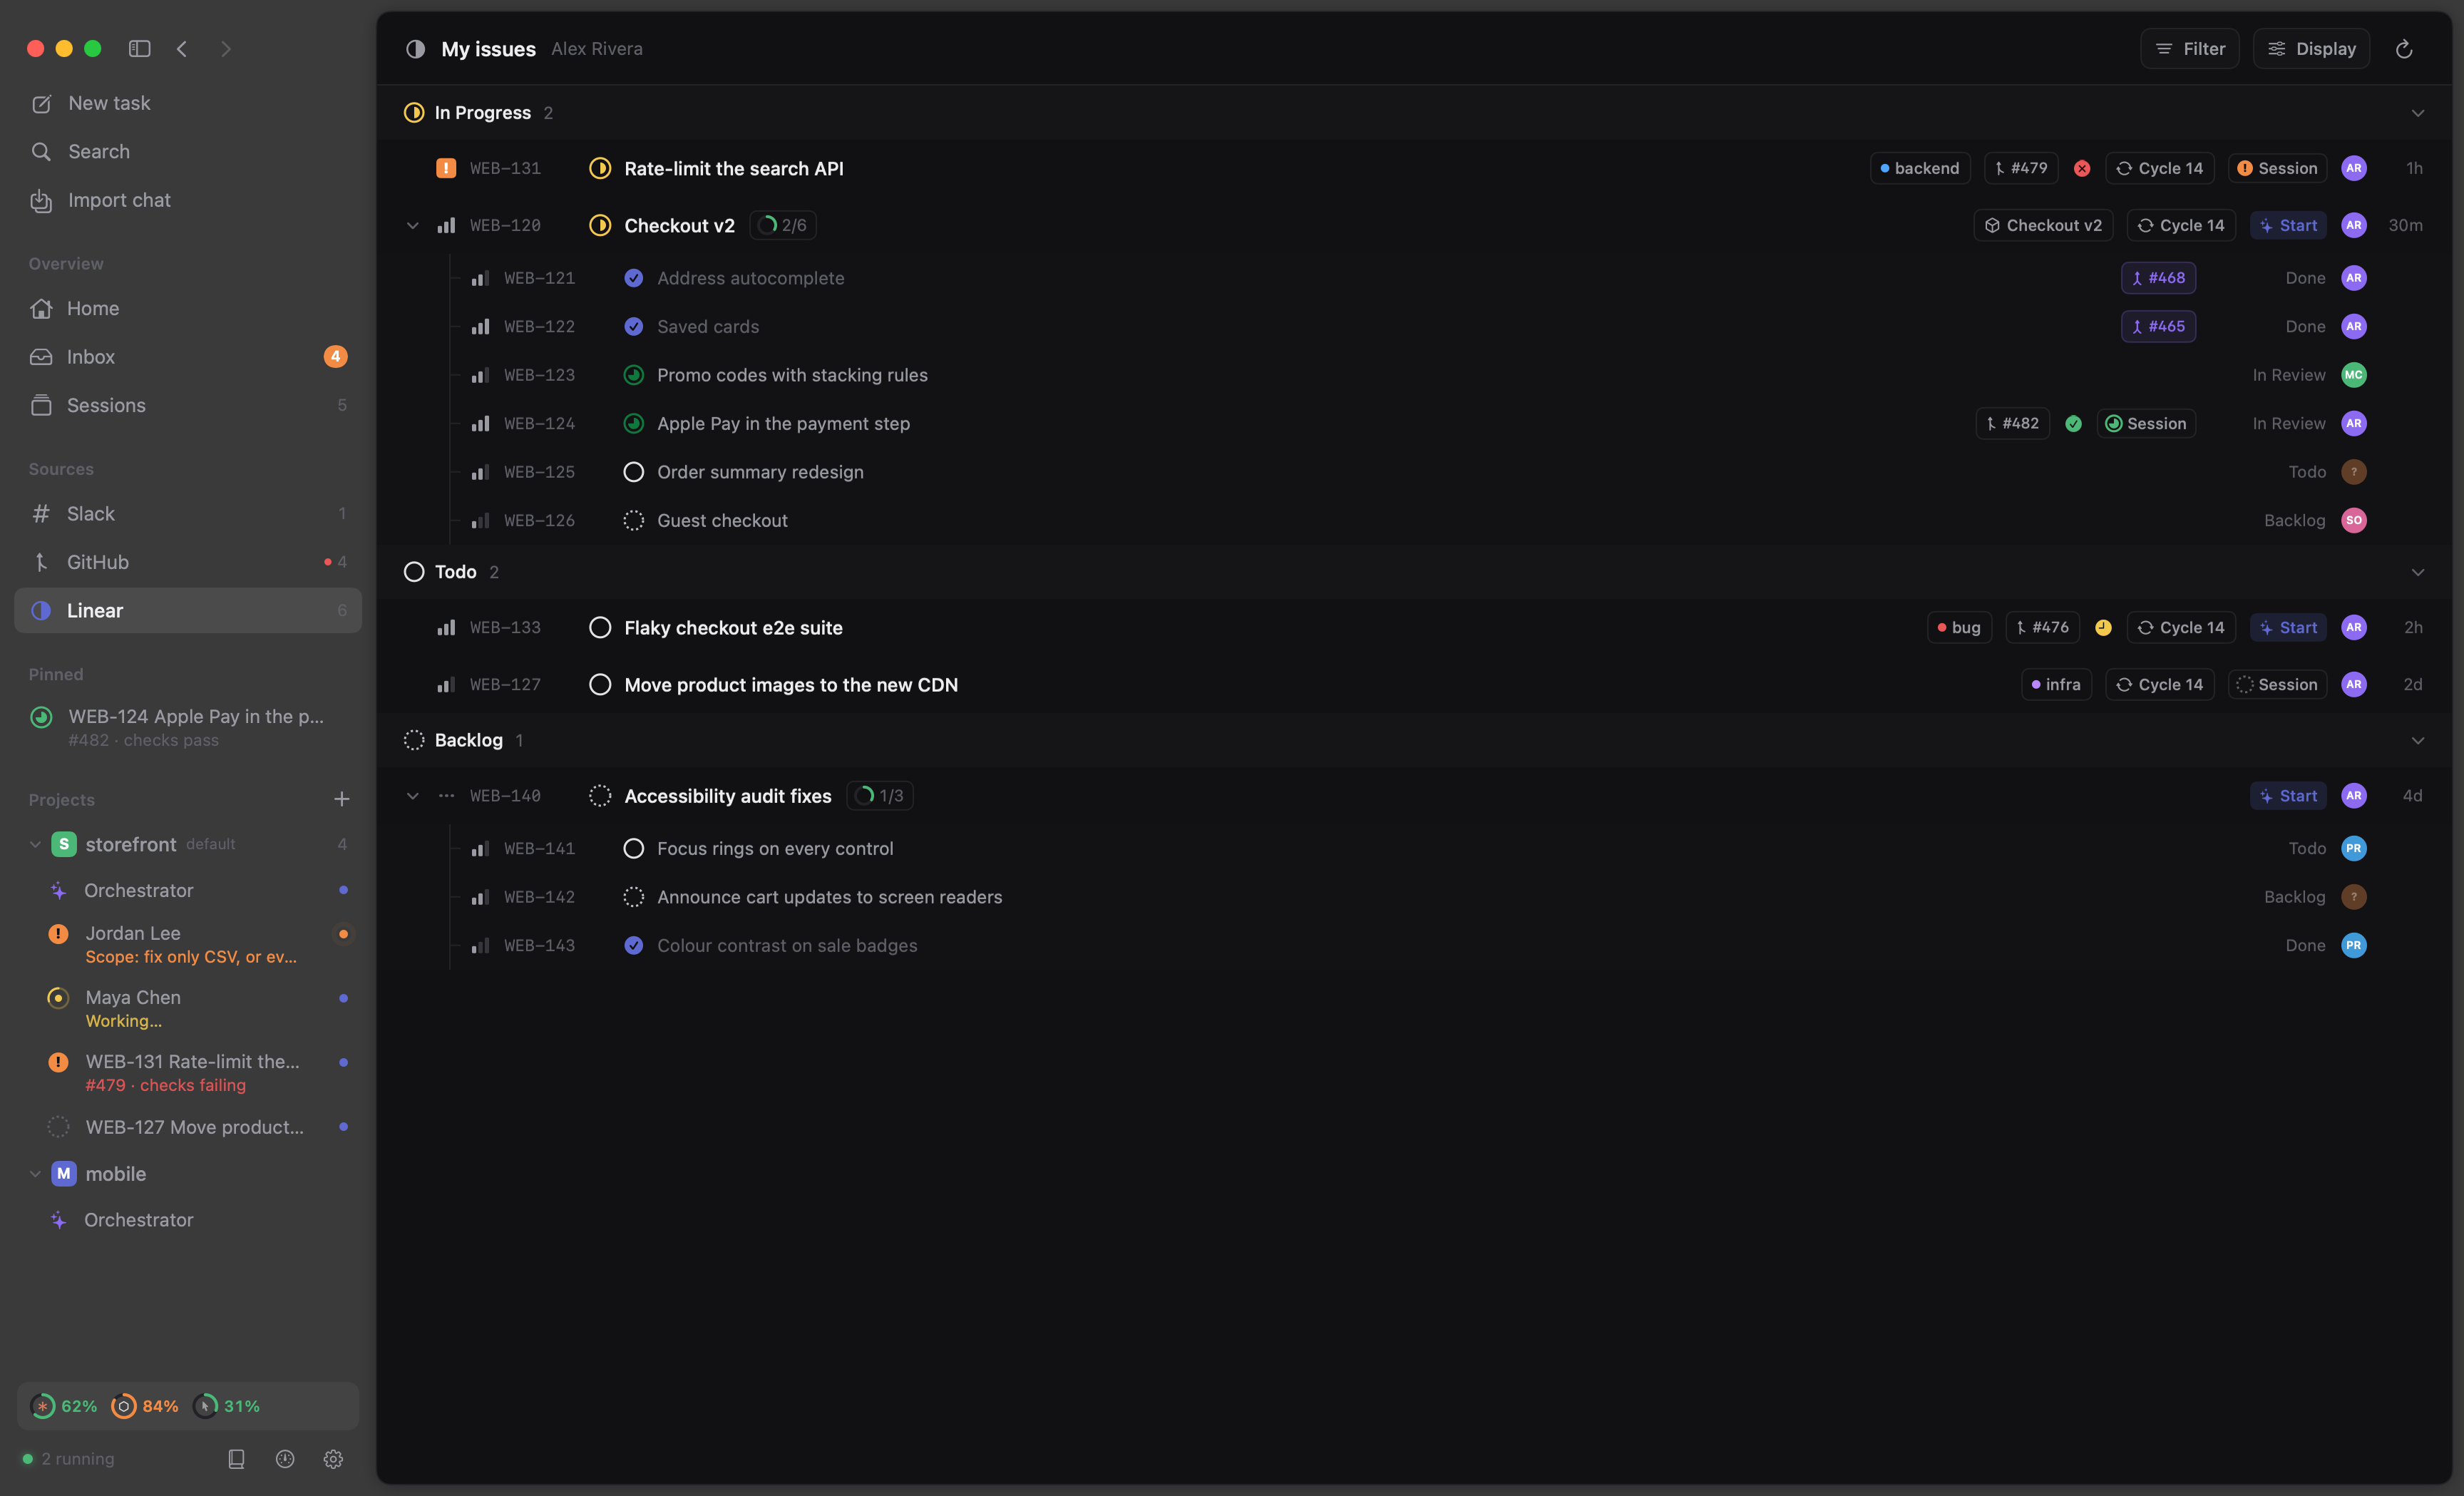 New task
Search
Import chat
Overview
Home
Inbox 4
Sessions 5
Sources
Slack 1
GitHub 4
Linear 6
Pinned
WEB-124 Apple Pay in the p...
#482 · checks pass
Projects
S storefront default 4
Orchestrator
Jordan Lee
Scope: fix only CSV, or ev...
Maya Chen
Working...
WEB-131 Rate-limit the...
#479 · checks failing
WEB-127 Move product...
M mobile
Orchestrator
62% 84% 31%
2 running
My issues Alex Rivera Filter Display
In Progress 2
WEB-131 Rate-limit the search API backend #479 Cycle 14 Session AR 1h
WEB-120 Checkout v2 2/6 Checkout v2 Cycle 14 Start AR 30m
WEB-121 Address autocomplete #468 Done AR
WEB-122 Saved cards #465 Done AR
WEB-123 Promo codes with stacking rules In Review MC
WEB-124 Apple Pay in the payment step #482 Session In Review AR
WEB-125 Order summary redesign Todo ?
WEB-126 Guest checkout Backlog SO
Todo 2
WEB-133 Flaky checkout e2e suite bug #476 Cycle 14 Start AR 2h
WEB-127 Move product images to the new CDN infra Cycle 14 Session AR 2d
Backlog 1
WEB-140 Accessibility audit fixes 1/3 Start AR 4d
WEB-141 Focus rings on every control Todo PR
WEB-142 Announce cart updates to screen readers Backlog ?
WEB-143 Colour contrast on sale badges Done PR